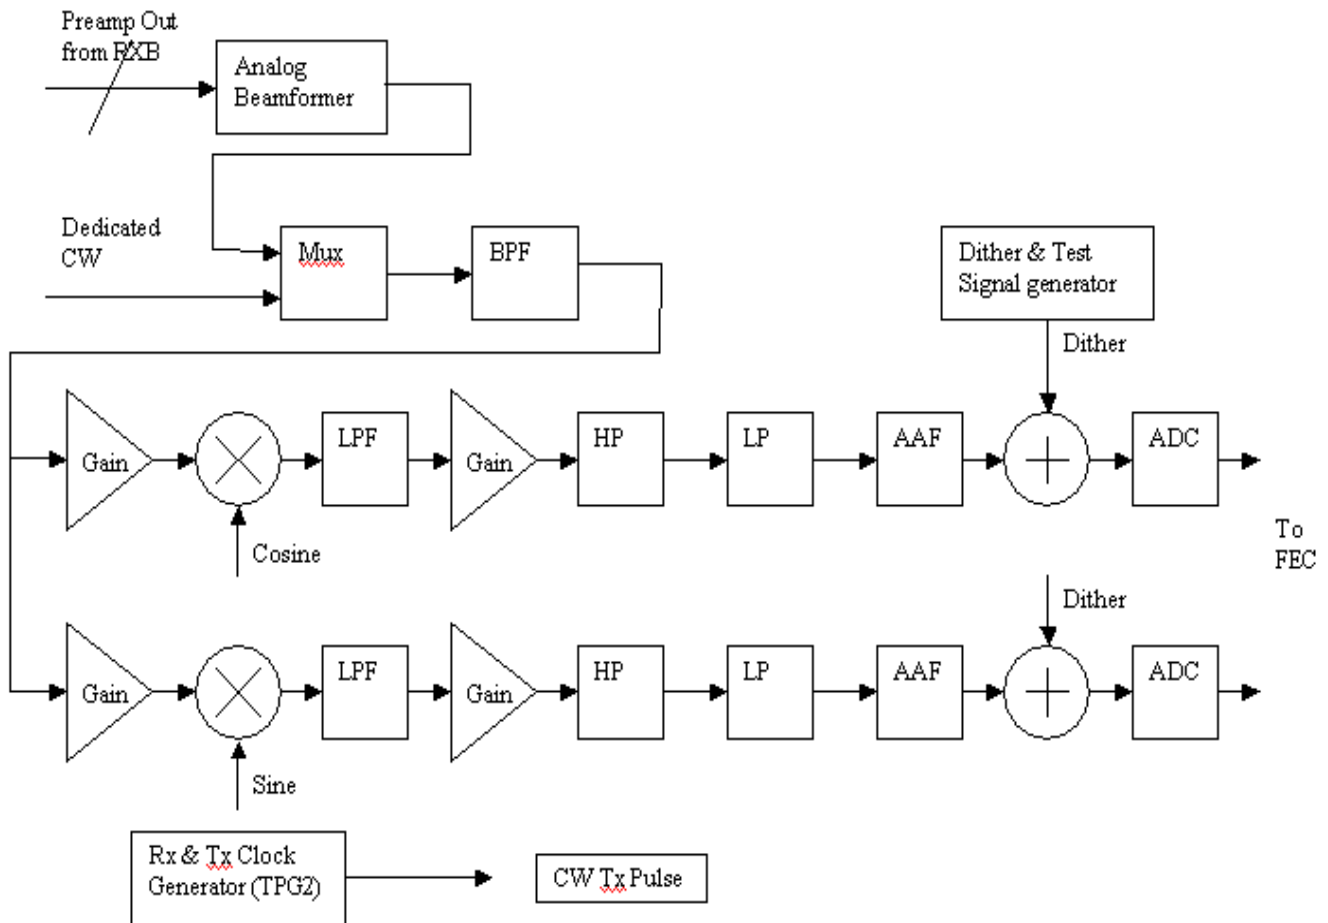 Preamp Out
from RXB
Analog
Beamformer
Dedicated
CW
Mux
BPF
Dither & Test
Signal generator
Dither
Gain
LPF
Gain
HP
LP
AAF
ADC
Cosine
To
FEC
Dither
Gain
LPF
Gain
HP
LP
AAF
ADC
Sine
Rx & Tx Clock
Generator (TPG2)
CW Tx Pulse